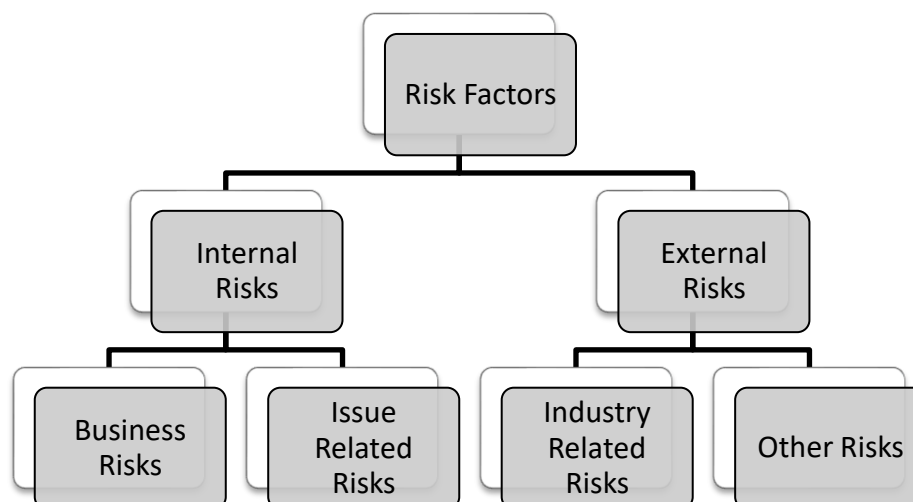 Risk Factors
Internal
Risks
External
Risks
Business
Risks
Issue
Related
Risks
Industry
Related
Risks
Other Risks